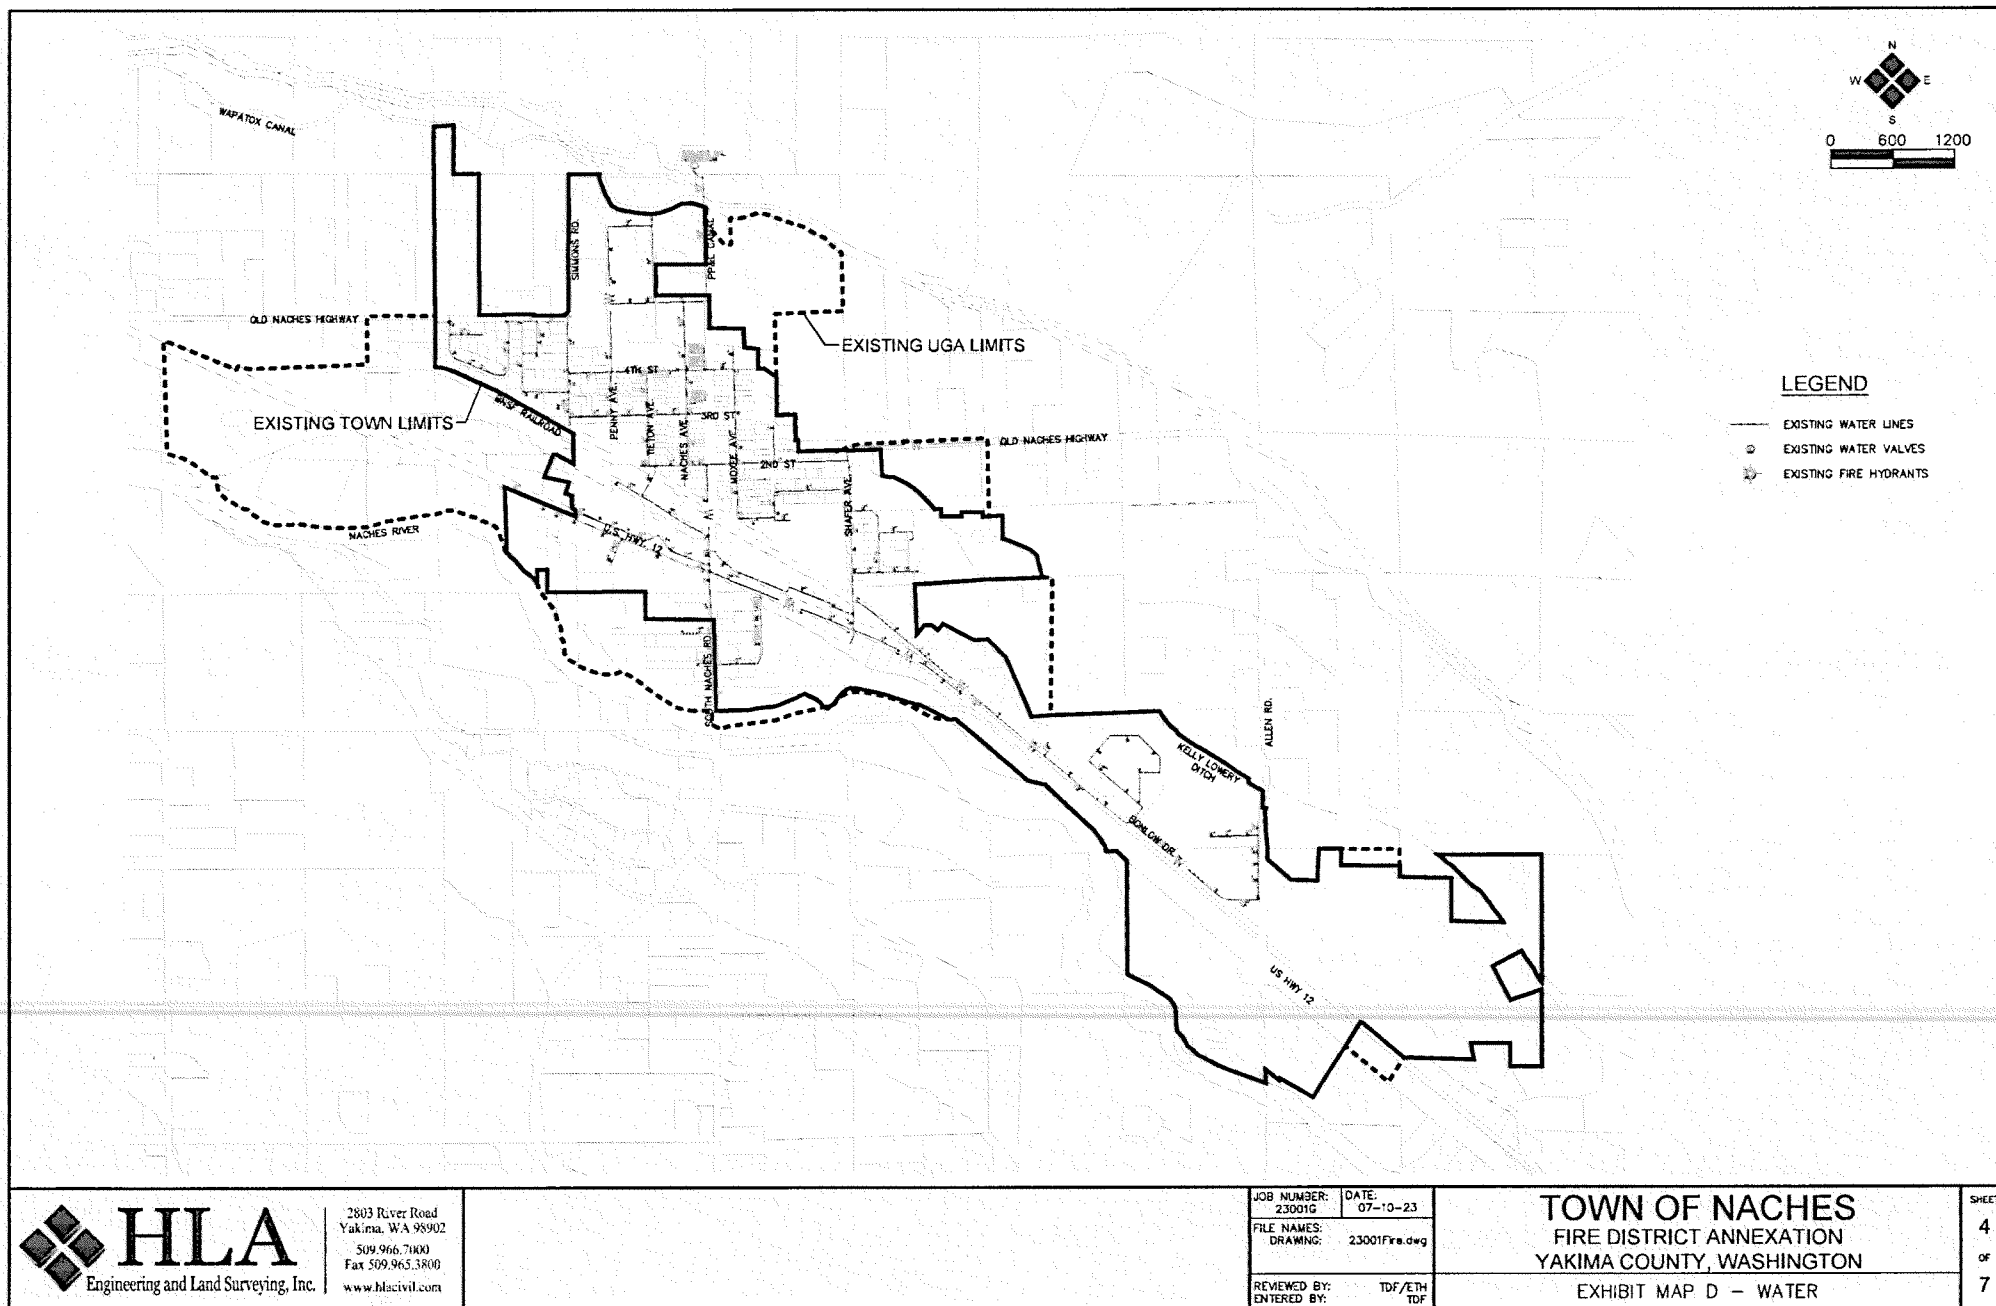 N
W E
S
0 600 1200
WAPATOX CANAL
SIMMONS RD.
PP&L CANAL
OLD NACHES HIGHWAY
EXISTING UGA LIMITS
4TH ST
EXISTING TOWN LIMITS
BNSF RAILROAD
PENNY AVE.
TIETON AVE.
NACHES AVE.
MOXEE AVE.
3RD ST
2ND ST
OLD NACHES HIGHWAY
SHAFER AVE.
NACHES RIVER
U.S. HWY. 12
SOUTH NACHES RD.
ALLEN RD.
KELLY LOWERY
DITCH
BONLOW DR.
US HWY 12
LEGEND
EXISTING WATER LINES
EXISTING WATER VALVES
EXISTING FIRE HYDRANTS
HLA
Engineering and Land Surveying, Inc.
2803 River Road
Yakima, WA 98902
509.966.7000
Fax 509.965.3800
www.hlacivil.com
JOB NUMBER: 23001G
DATE: 07-10-23
FILE NAMES:
DRAWING: 23001Fire.dwg
REVIEWED BY: TDF/ETH
ENTERED BY: TDF
TOWN OF NACHES
FIRE DISTRICT ANNEXATION
YAKIMA COUNTY, WASHINGTON
EXHIBIT MAP D - WATER
SHEET
4
OF
7